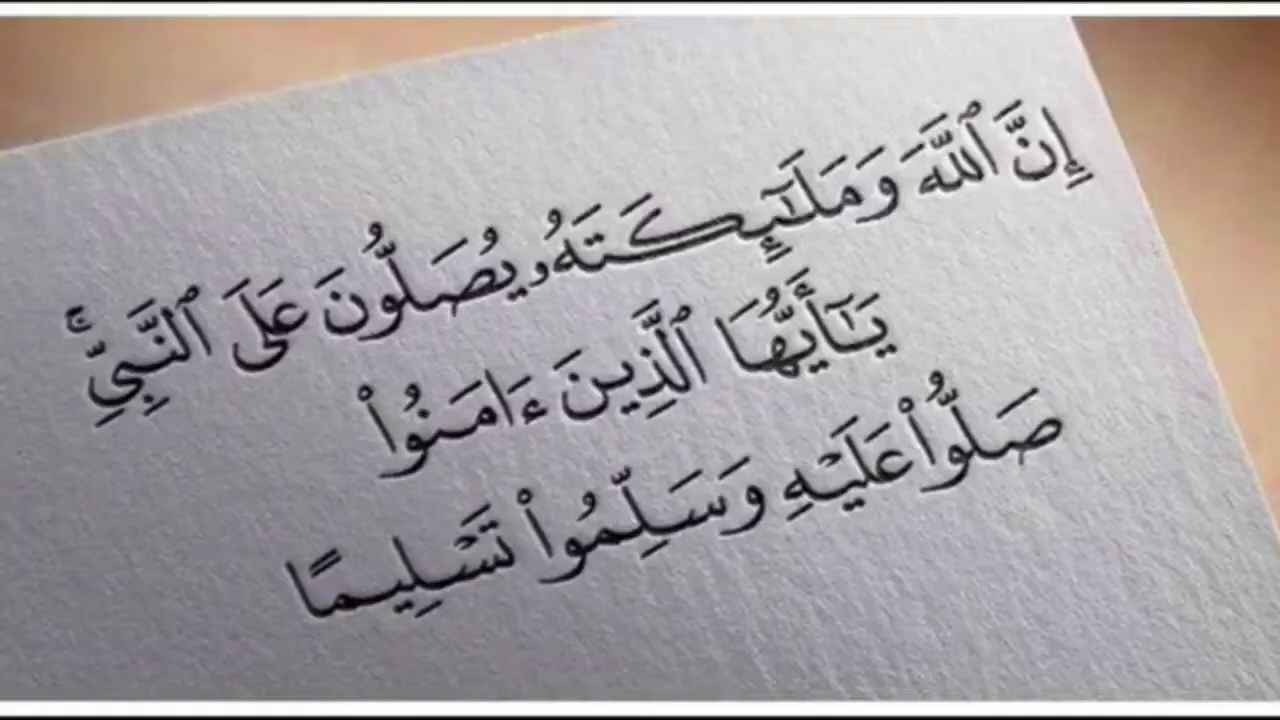 إِنَّ ٱللَّهَ وَمَلَـٰٓئِكَتَهُۥ يُصَلُّونَ عَلَى ٱلنَّبِىِّ ۚ
يَـٰٓأَيُّهَا ٱلَّذِينَ ءَامَنُوا۟
صَلُّوا۟ عَلَيْهِ وَسَلِّمُوا۟ تَسْلِيمًا